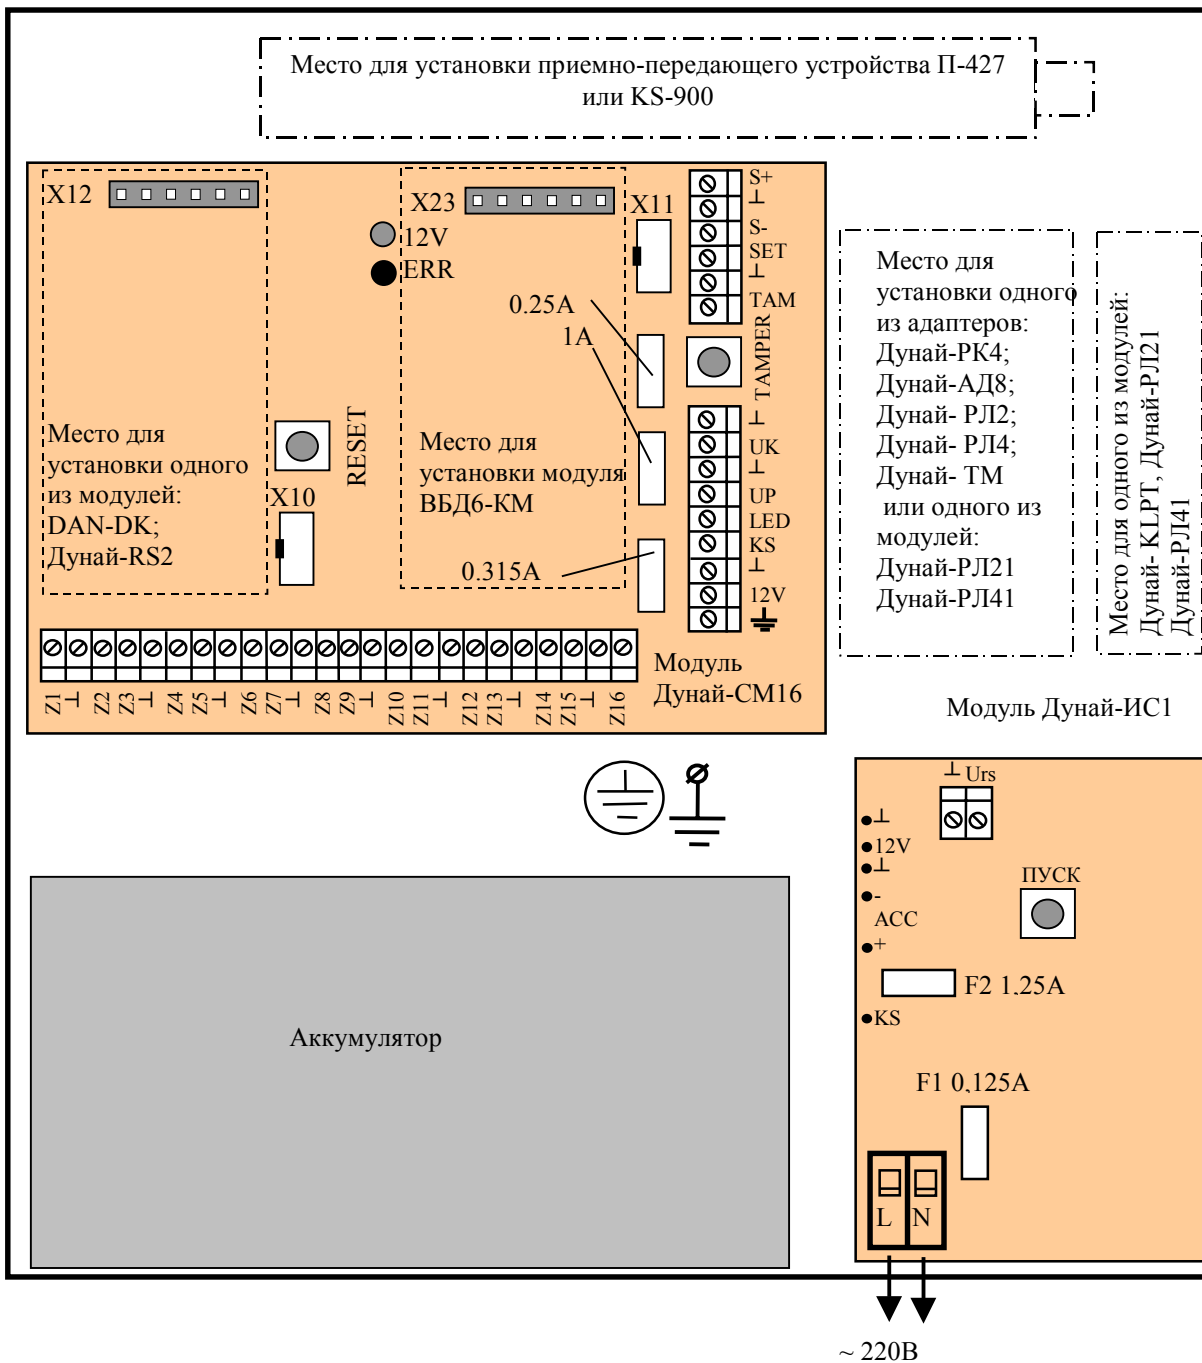 Место для установки приемно-передающего устройства П-427
или KS-900
X12
X23
X11
12V
ERR
0.25A
1A
S+
⊥
S-
SET
⊥
TAM
TAMPER
⊥
UK
⊥
UP
LED
KS
⊥
12V
Место для
установки одного
из модулей:
DAN-DK;
Дунай-RS2
RESET
X10
Место для
установки модуля
ВБД6-КМ
0.315A
Z1
⊥
Z2
Z3
⊥
Z4
Z5
⊥
Z6
Z7
⊥
Z8
Z9
⊥
Z10
Z11
⊥
Z12
Z13
⊥
Z14
Z15
⊥
Z16
Модуль
Дунай-СМ16
Место для
установки одного
из адаптеров:
Дунай-РК4;
Дунай-АД8;
Дунай- РЛ2;
Дунай- РЛ4;
Дунай- ТМ
или одного из
модулей:
Дунай-РЛ21
Дунай-РЛ41
Место для одного из модулей:
Дунай- KLPT, Дунай-РЛ21
Дунай-РЛ41
Модуль Дунай-ИС1
⊥ Urs
⊥
12V
⊥
-
ACC
+
KS
ПУСК
F2 1,25A
F1 0,125A
L N
Аккумулятор
~ 220В